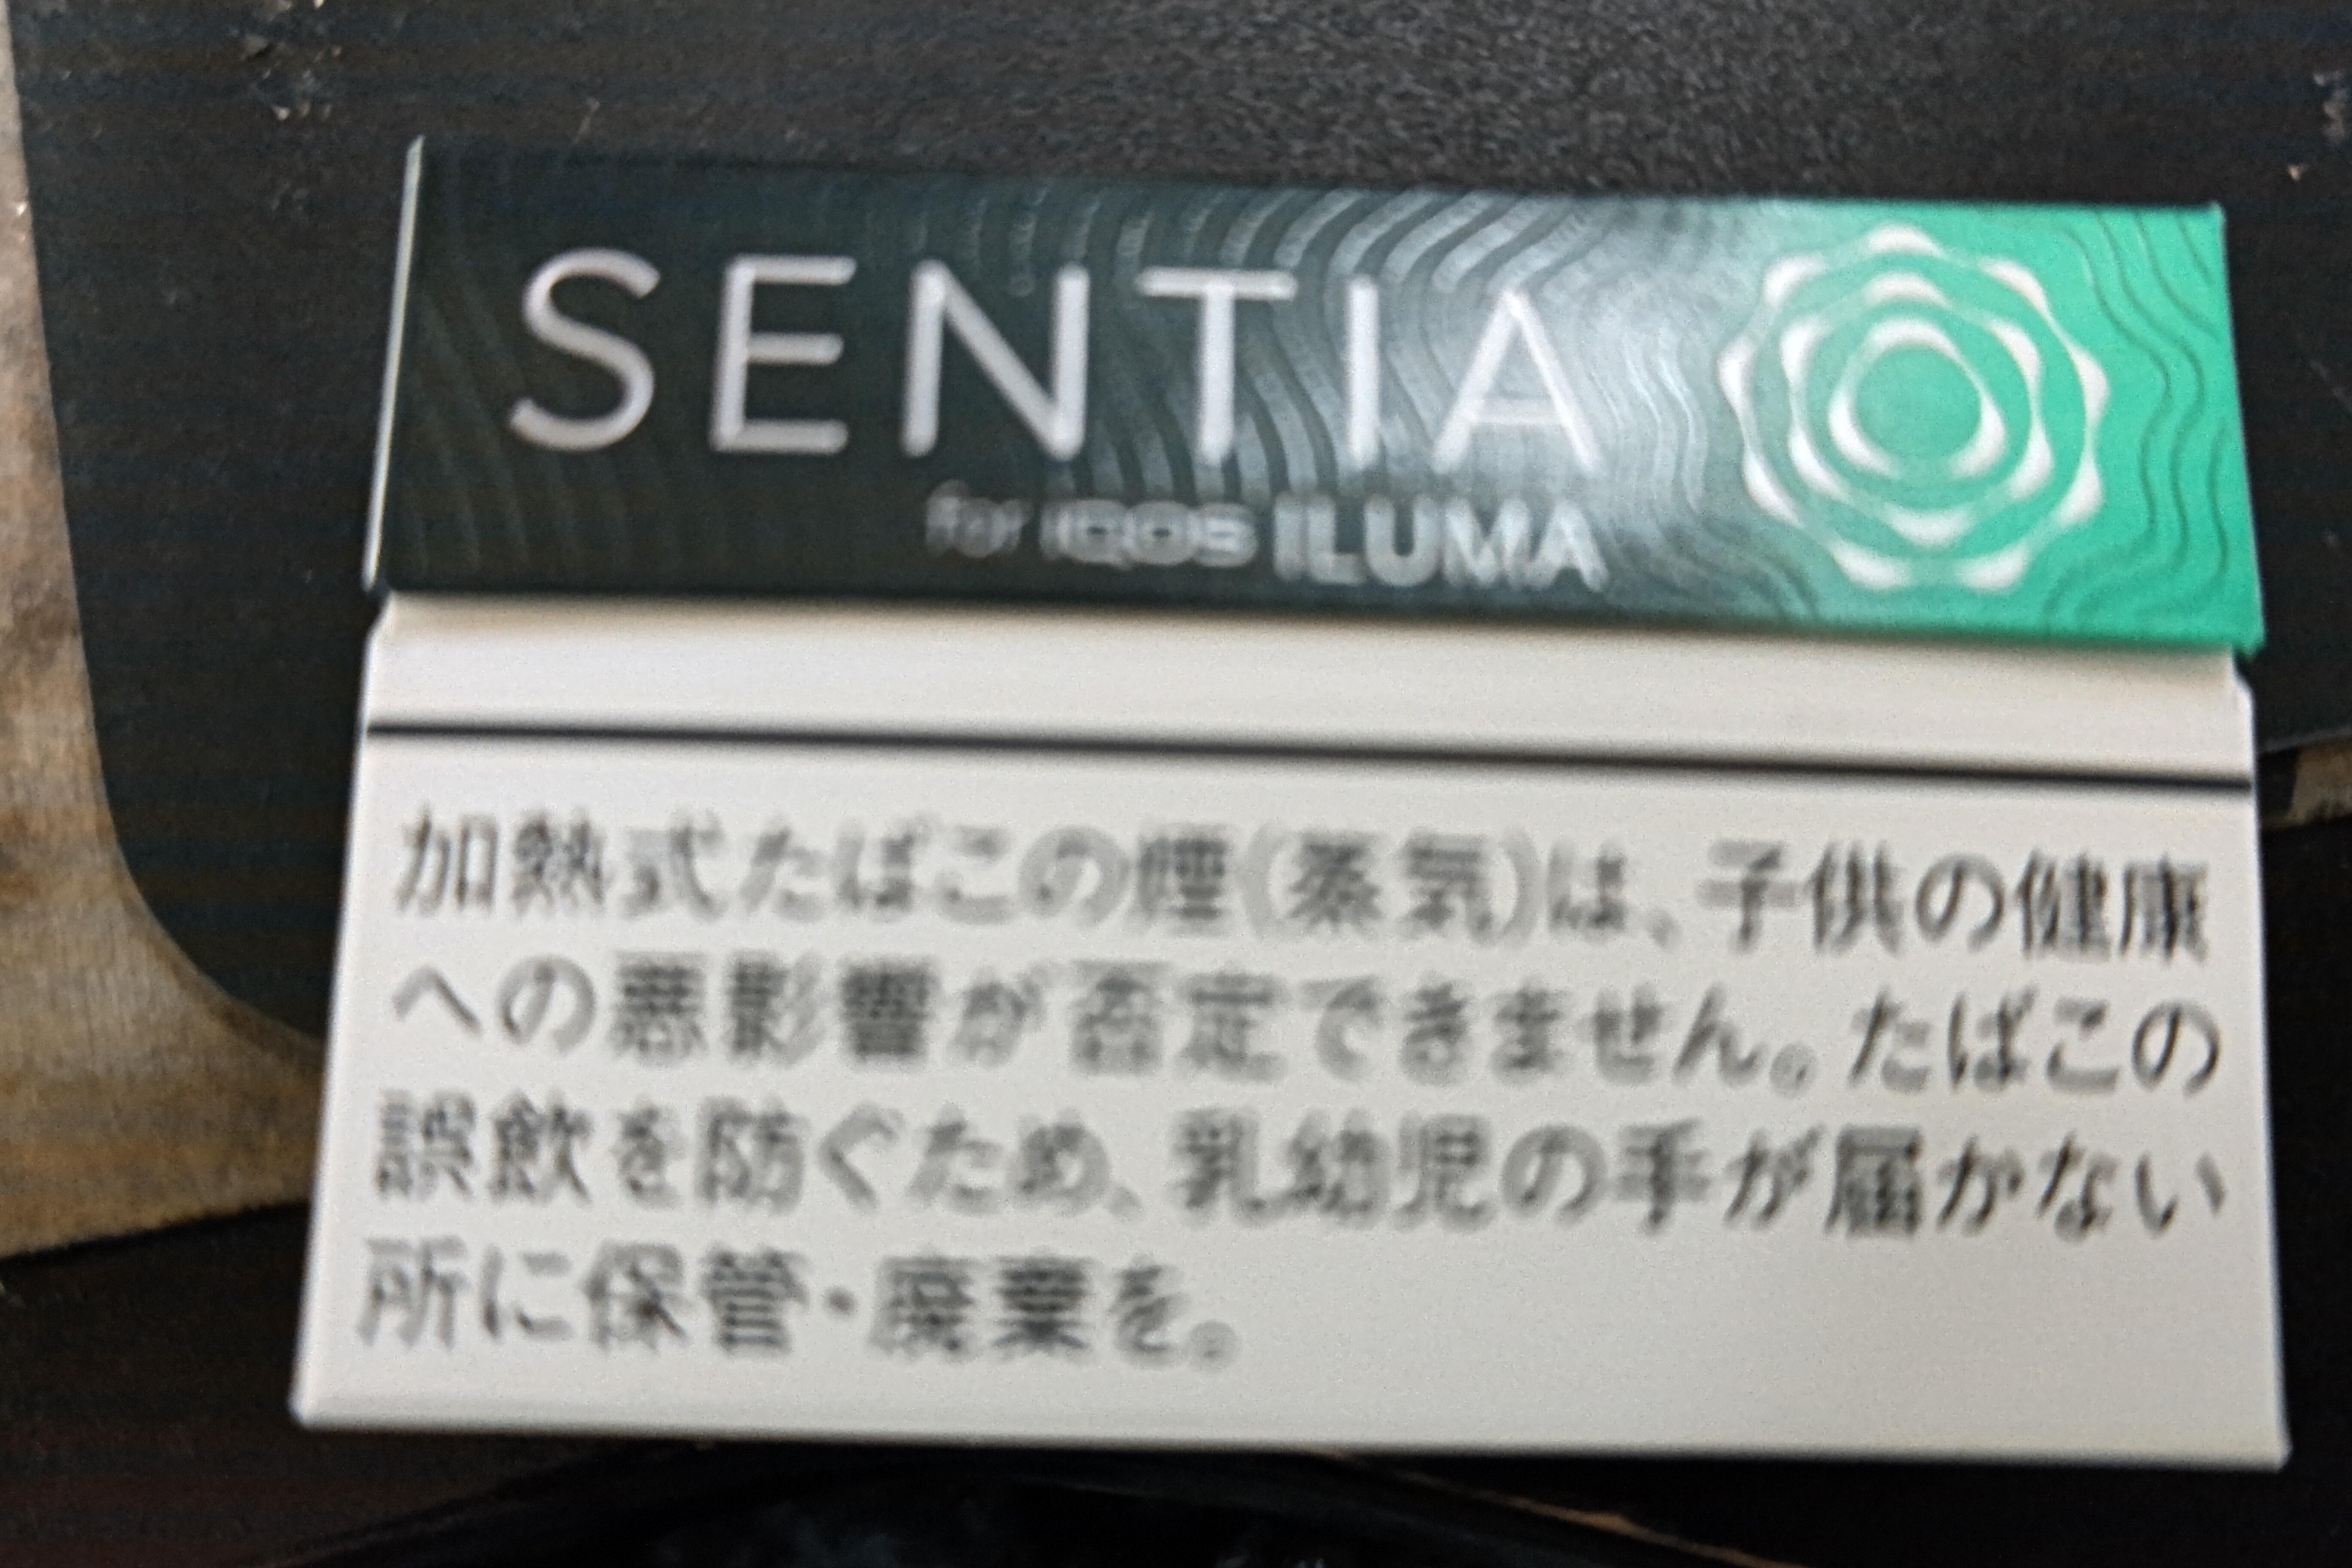 SENTIA
for IQOS ILUMA
加熱式たばこの煙(蒸気)は、子供の健康
への悪影響が否定できません。たばこの
誤飲を防ぐため、乳幼児の手が届かない
所に保管・廃棄を。